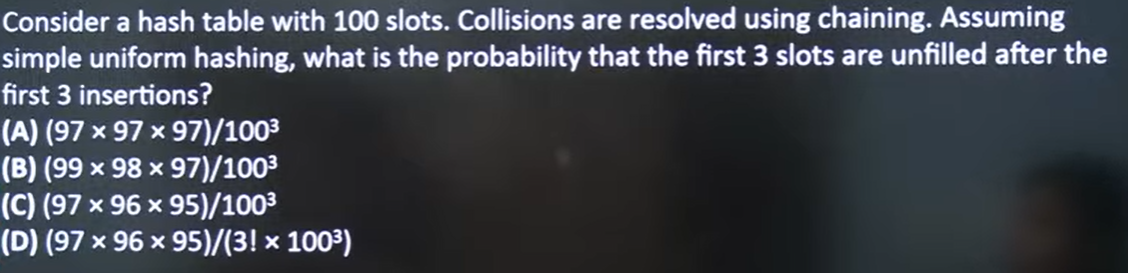 Consider a hash table with 100 slots. Collisions are resolved using chaining. Assuming
simple uniform hashing, what is the probability that the first 3 slots are unfilled after the
first 3 insertions?
(A) (97 × 97 × 97)/100³
(B) (99 × 98 × 97)/100³
(C) (97 × 96 × 95)/100³
(D) (97 × 96 × 95)/(3! × 100³)